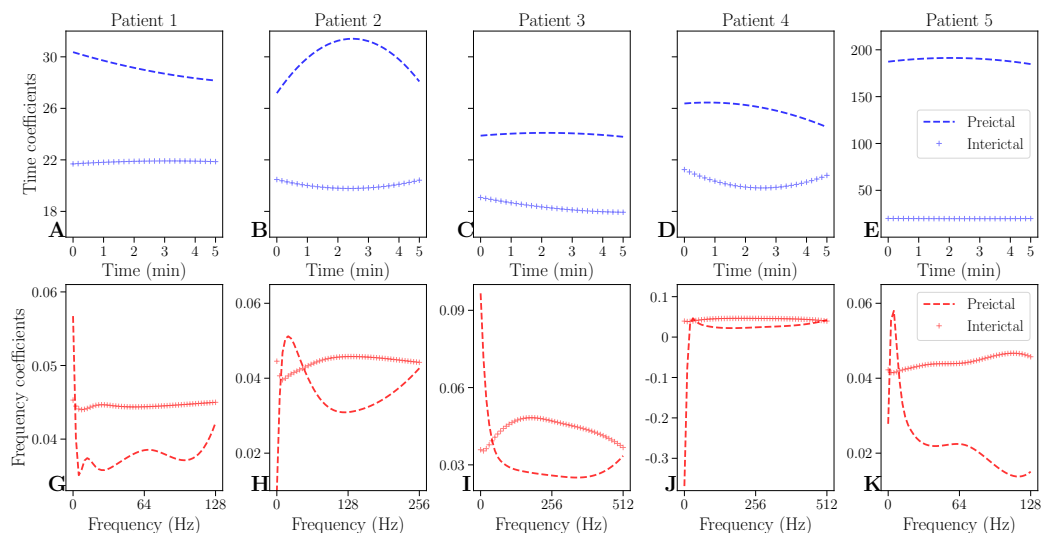 Patient 1 Patient 2 Patient 3 Patient 4 Patient 5
Time coefficients
30
26
22
18
200
150
100
50
Preictal
Interictal
A B C D E
0 1 2 3 4 5 0 1 2 3 4 5 0 1 2 3 4 5 0 1 2 3 4 5 0 1 2 3 4 5
Time (min) Time (min) Time (min) Time (min) Time (min)
Frequency coefficients
0.06
0.05
0.04
0.06
0.04
0.02
0.09
0.06
0.03
0.1
0
-0.1
-0.2
-0.3
0.06
0.04
0.02
Preictal
Interictal
G H I J K
0 64 128 0 128 256 0 256 512 0 256 512 0 64 128
Frequency (Hz) Frequency (Hz) Frequency (Hz) Frequency (Hz) Frequency (Hz)